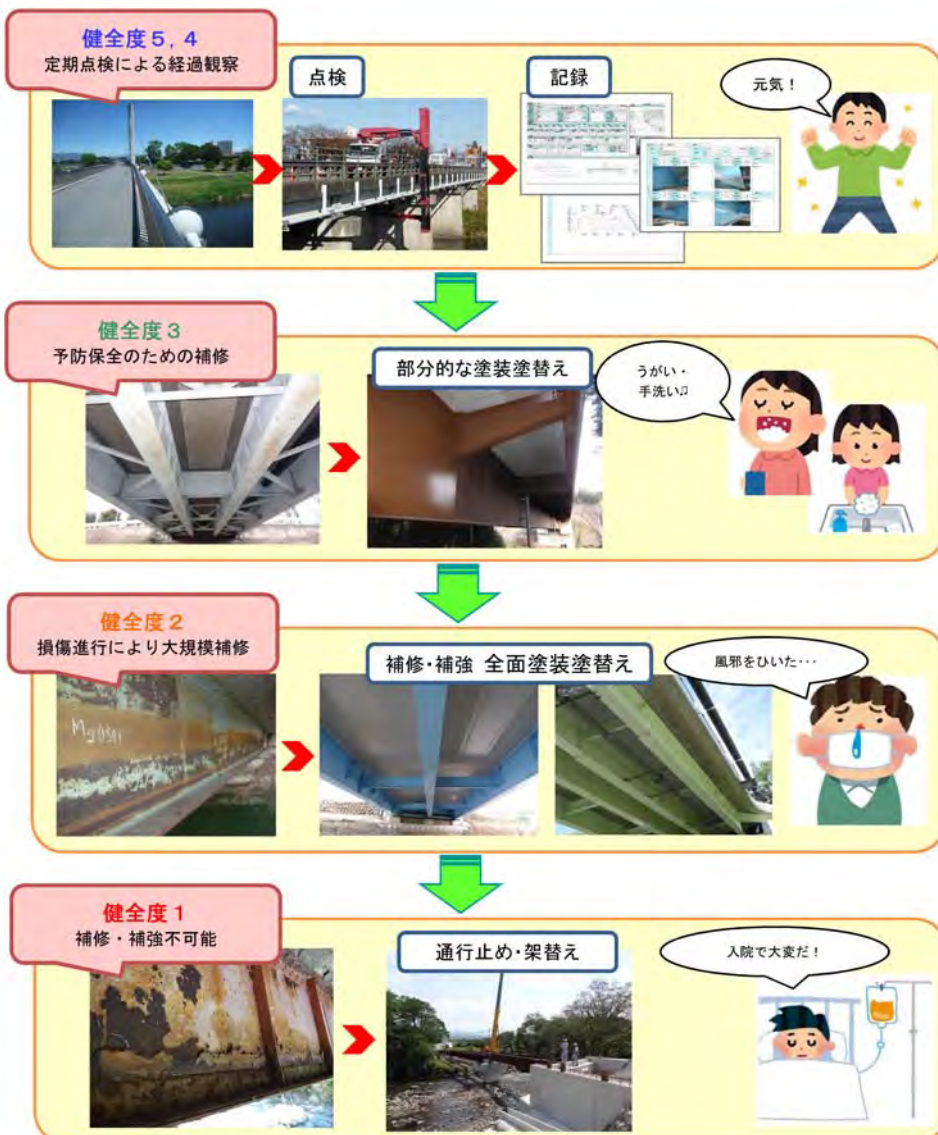 健全度５，４
定期点検による経過観察
点検
記録
元気！
健全度３
予防保全のための補修
部分的な塗装塗替え
うがい・
手洗い♫
健全度２
損傷進行により大規模補修
補修・補強 全面塗装塗替え
風邪をひいた・・・
健全度１
補修・補強不可能
通行止め・架替え
入院で大変だ！